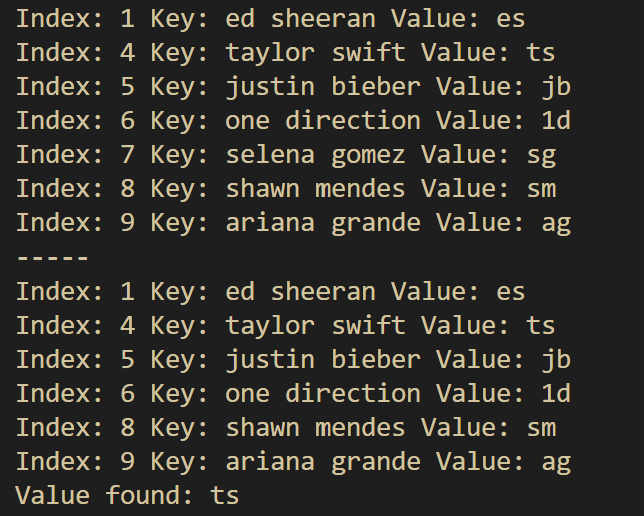 Index: 1 Key: ed sheeran Value: es
Index: 4 Key: taylor swift Value: ts
Index: 5 Key: justin bieber Value: jb
Index: 6 Key: one direction Value: 1d
Index: 7 Key: selena gomez Value: sg
Index: 8 Key: shawn mendes Value: sm
Index: 9 Key: ariana grande Value: ag
-----
Index: 1 Key: ed sheeran Value: es
Index: 4 Key: taylor swift Value: ts
Index: 5 Key: justin bieber Value: jb
Index: 6 Key: one direction Value: 1d
Index: 8 Key: shawn mendes Value: sm
Index: 9 Key: ariana grande Value: ag
Value found: ts